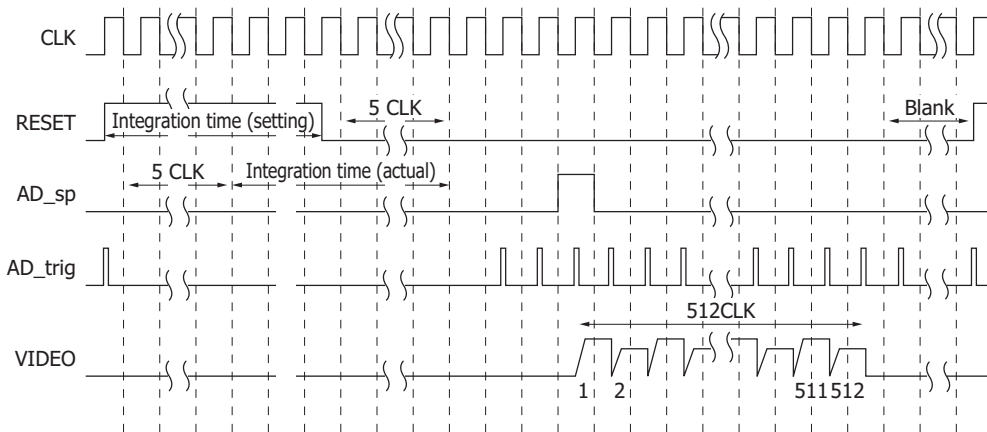 CLK
RESET
Integration time (setting)
5 CLK
Blank
5 CLK
Integration time (actual)
AD_sp
AD_trig
512CLK
VIDEO
1 2 511 512